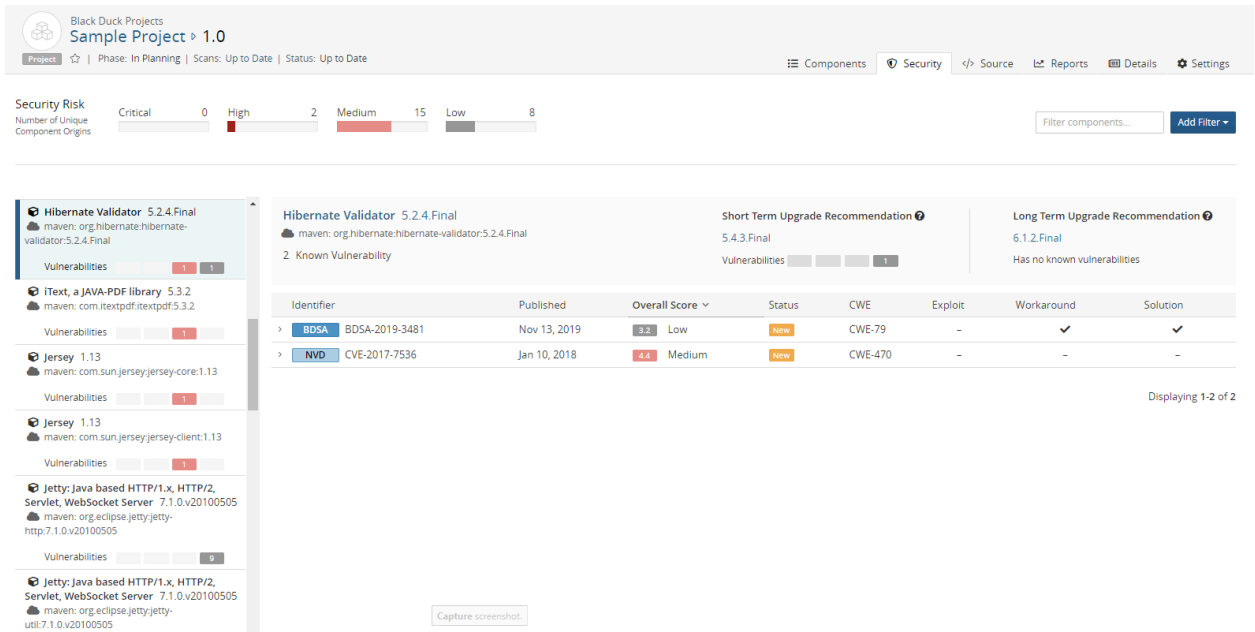 Black Duck Projects
Sample Project ▹ 1.0
Project | Phase: In Planning | Scans: Up to Date | Status: Up to Date
Components Security </> Source Reports Details Settings
Security Risk
Number of Unique
Component Origins
Critical 0 High 2 Medium 15 Low 8
Filter components... Add Filter
Hibernate Validator 5.2.4.Final
maven: org.hibernate:hibernate-
validator:5.2.4.Final
Vulnerabilities 1 1
iText, a JAVA-PDF library 5.3.2
maven: com.itextpdf:itextpdf:5.3.2
Vulnerabilities 1
Jersey 1.13
maven: com.sun.jersey:jersey-core:1.13
Vulnerabilities 1
Jersey 1.13
maven: com.sun.jersey:jersey-client:1.13
Vulnerabilities 1
Jetty: Java based HTTP/1.x, HTTP/2,
Servlet, WebSocket Server 7.1.0.v20100505
maven: org.eclipse.jetty:jetty-
http:7.1.0.v20100505
Vulnerabilities 9
Jetty: Java based HTTP/1.x, HTTP/2,
Servlet, WebSocket Server 7.1.0.v20100505
maven: org.eclipse.jetty:jetty-
util:7.1.0.v20100505
Hibernate Validator 5.2.4.Final
maven: org.hibernate:hibernate-validator:5.2.4.Final
2 Known Vulnerability
Short Term Upgrade Recommendation ?
5.4.3.Final
Vulnerabilities 1
Long Term Upgrade Recommendation ?
6.1.2.Final
Has no known vulnerabilities
Identifier Published Overall Score Status CWE Exploit Workaround Solution
> BDSA BDSA-2019-3481 Nov 13, 2019 3.2 Low New CWE-79 – ✓ ✓
> NVD CVE-2017-7536 Jan 10, 2018 4.4 Medium New CWE-470 – – –
Displaying 1-2 of 2
Capture screenshot.